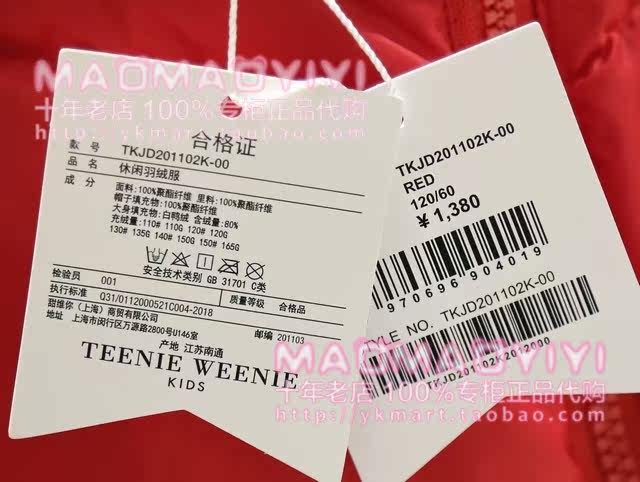 MAOMAOYIYI
十年老店 100%专柜正品代购
http://ykmart.taobao.com
合格证
款号 TKJD201102K-00
品名 休闲羽绒服
成分 面料:100%聚酯纤维 里料:100%聚酯纤维
帽子填充物:100%聚酯纤维
大身填充物:白鸭绒 含绒量:80%
充绒量:110# 110G 120# 120G
130# 135G 140# 150G 150# 165G
安全技术类别 GB 31701 C类
检验员 001
执行标准 Q31/0112000521C004-2018 质量等级 合格品
甜维你（上海）商贸有限公司
地址 上海市闵行区万源路2800号U146室 邮编 201103
产地 江苏南通
TEENIE WEENIE
KIDS
TKJD201102K-00
RED
120/60
¥ 1,380
970696904019
STYLE NO. TKJD201102K-00
TKJD201102K2012000
MAOMAOYIYI
十年老店 100%专柜正品代购
http://ykmart.taobao.com